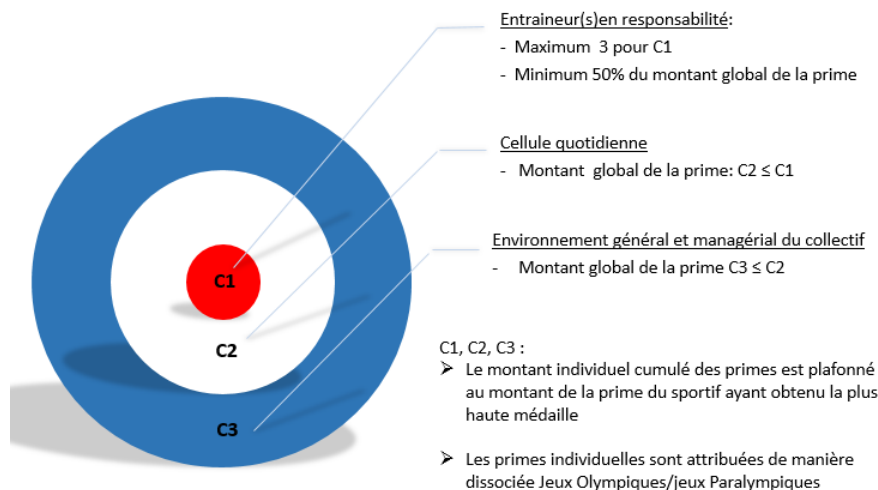 Entraineur(s)en responsabilité:
- Maximum 3 pour C1
- Minimum 50% du montant global de la prime
Cellule quotidienne
- Montant global de la prime: C2 ≤ C1
Environnement général et managérial du collectif
- Montant global de la prime C3 ≤ C2
C1
C2
C3
C1, C2, C3 :
➢ Le montant individuel cumulé des primes est plafonné
au montant de la prime du sportif ayant obtenu la plus
haute médaille
➢ Les primes individuelles sont attribuées de manière
dissociée Jeux Olympiques/jeux Paralympiques